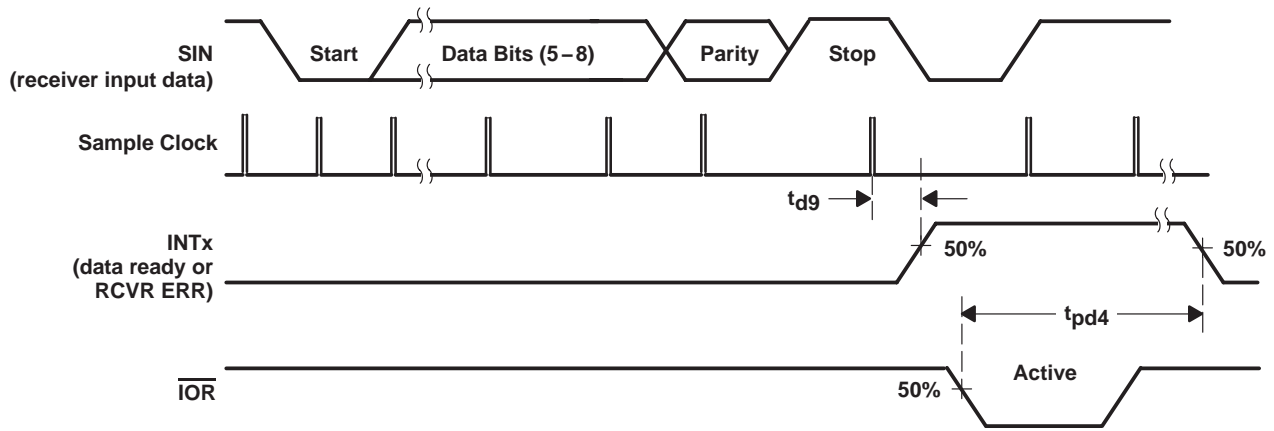 SIN
(receiver input data)
Start
Data Bits (5–8)
Parity
Stop
Sample Clock
td9
INTx
(data ready or
RCVR ERR)
50%
50%
tpd4
IOR
50%
Active